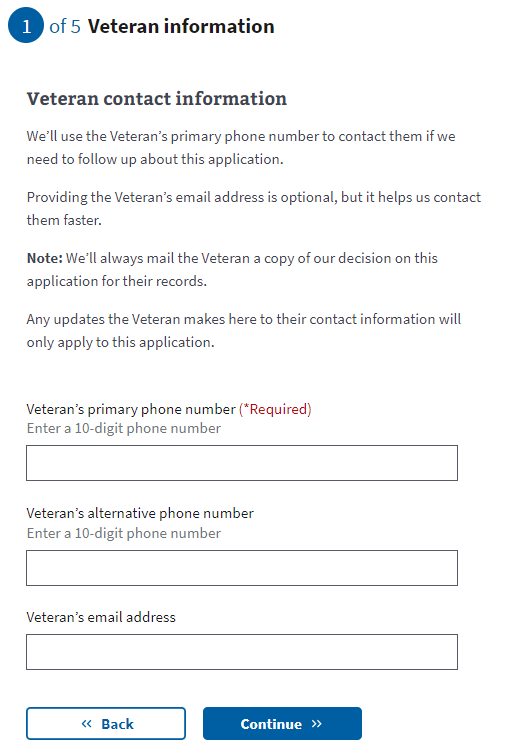 1 of 5 Veteran information
Veteran contact information
We’ll use the Veteran’s primary phone number to contact them if we
need to follow up about this application.
Providing the Veteran’s email address is optional, but it helps us contact
them faster.
Note: We’ll always mail the Veteran a copy of our decision on this
application for their records.
Any updates the Veteran makes here to their contact information will
only apply to this application.
Veteran’s primary phone number (*Required)
Enter a 10-digit phone number
Veteran’s alternative phone number
Enter a 10-digit phone number
Veteran’s email address
« Back
Continue »